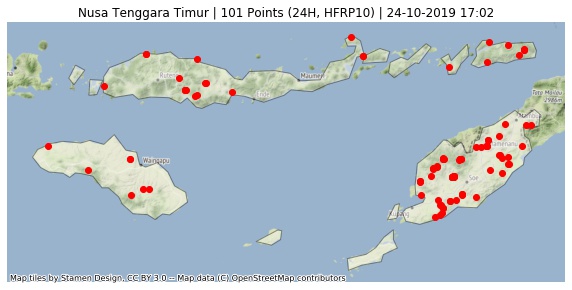 Nusa Tenggara Timur | 101 Points (24H, HFRP10) | 24-10-2019 17:02
Maumere
Ende
Waingapu
Soe
Kupang
Map tiles by Stamen Design, CC BY 3.0 -- Map data (C) OpenStreetMap contributors